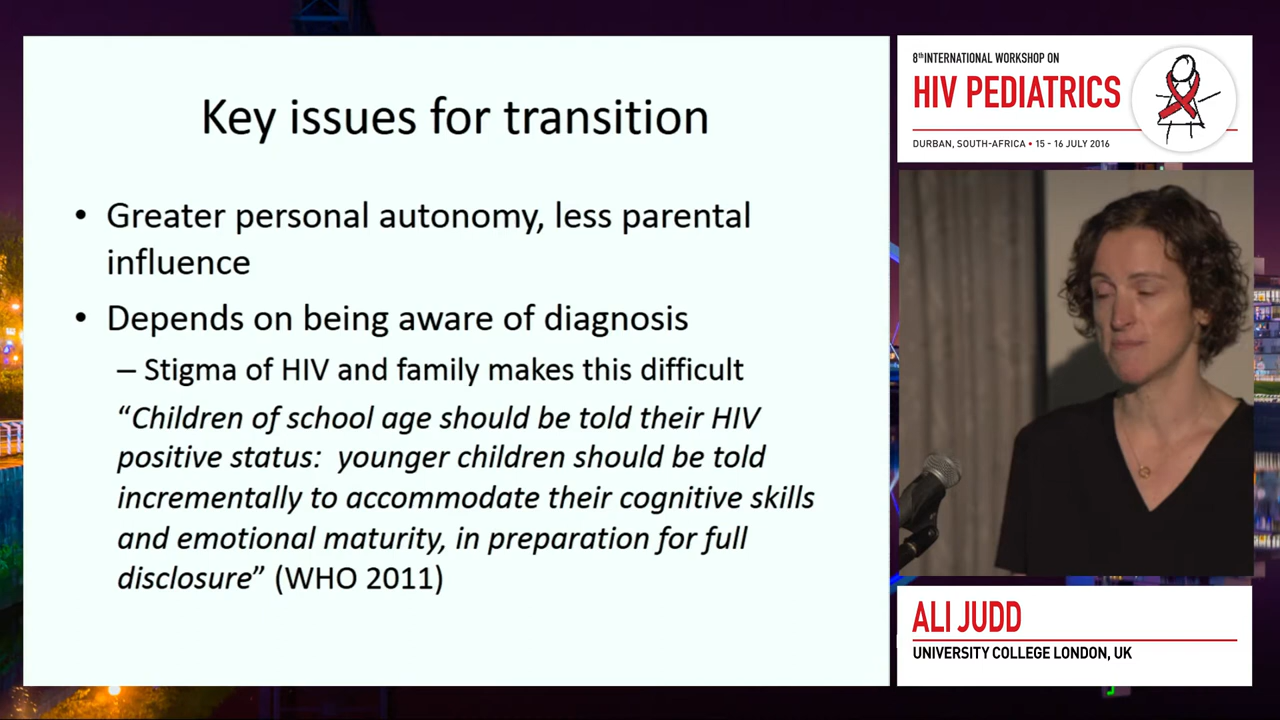 Key issues for transition
• Greater personal autonomy, less parental
influence
• Depends on being aware of diagnosis
– Stigma of HIV and family makes this difficult
“Children of school age should be told their HIV
positive status: younger children should be told
incrementally to accommodate their cognitive skills
and emotional maturity, in preparation for full
disclosure” (WHO 2011)
8th INTERNATIONAL WORKSHOP ON
HIV PEDIATRICS
DURBAN, SOUTH-AFRICA • 15 - 16 JULY 2016
ALI JUDD
UNIVERSITY COLLEGE LONDON, UK